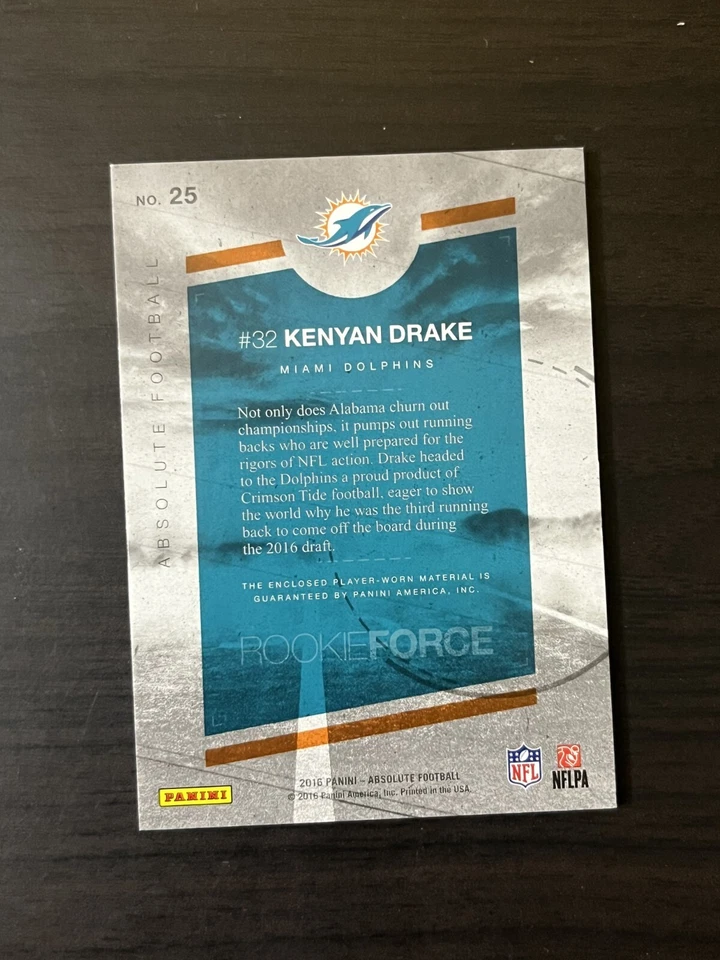 NO. 25
ABSOLUTE FOOTBALL
#32 KENYAN DRAKE
MIAMI DOLPHINS
Not only does Alabama churn out
championships, it pumps out running
backs who are well prepared for the
rigors of NFL action. Drake headed
to the Dolphins a proud product of
Crimson Tide football, eager to show
the world why he was the third running
back to come off the board during
the 2016 draft.
THE ENCLOSED PLAYER-WORN MATERIAL IS
GUARANTEED BY PANINI AMERICA, INC.
ROOKIEFORCE
PANINI
2016 PANINI – ABSOLUTE FOOTBALL
© 2016 Panini America, Inc. Printed in the USA.
NFL
NFLPA